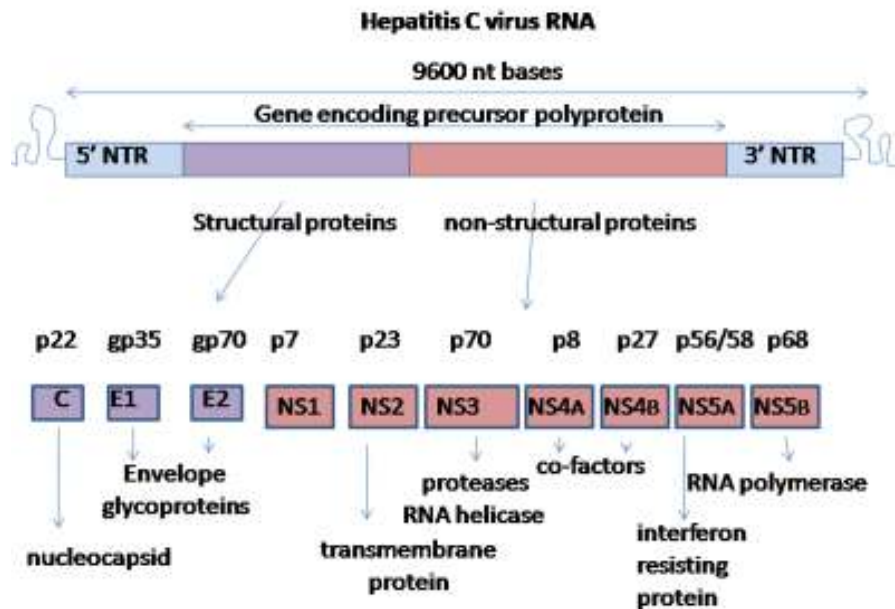 Hepatitis C virus RNA
9600 nt bases
Gene encoding precursor polyprotein
5' NTR
3' NTR
Structural proteins
non-structural proteins
p22 gp35 gp70 p7 p23 p70 p8 p27 p56/58 p68
C E1 E2 NS1 NS2 NS3 NS4A NS4B NS5A NS5B
Envelope
glycoproteins
nucleocapsid
transmembrane
protein
proteases
RNA helicase
co-factors
interferon
resisting
protein
RNA polymerase